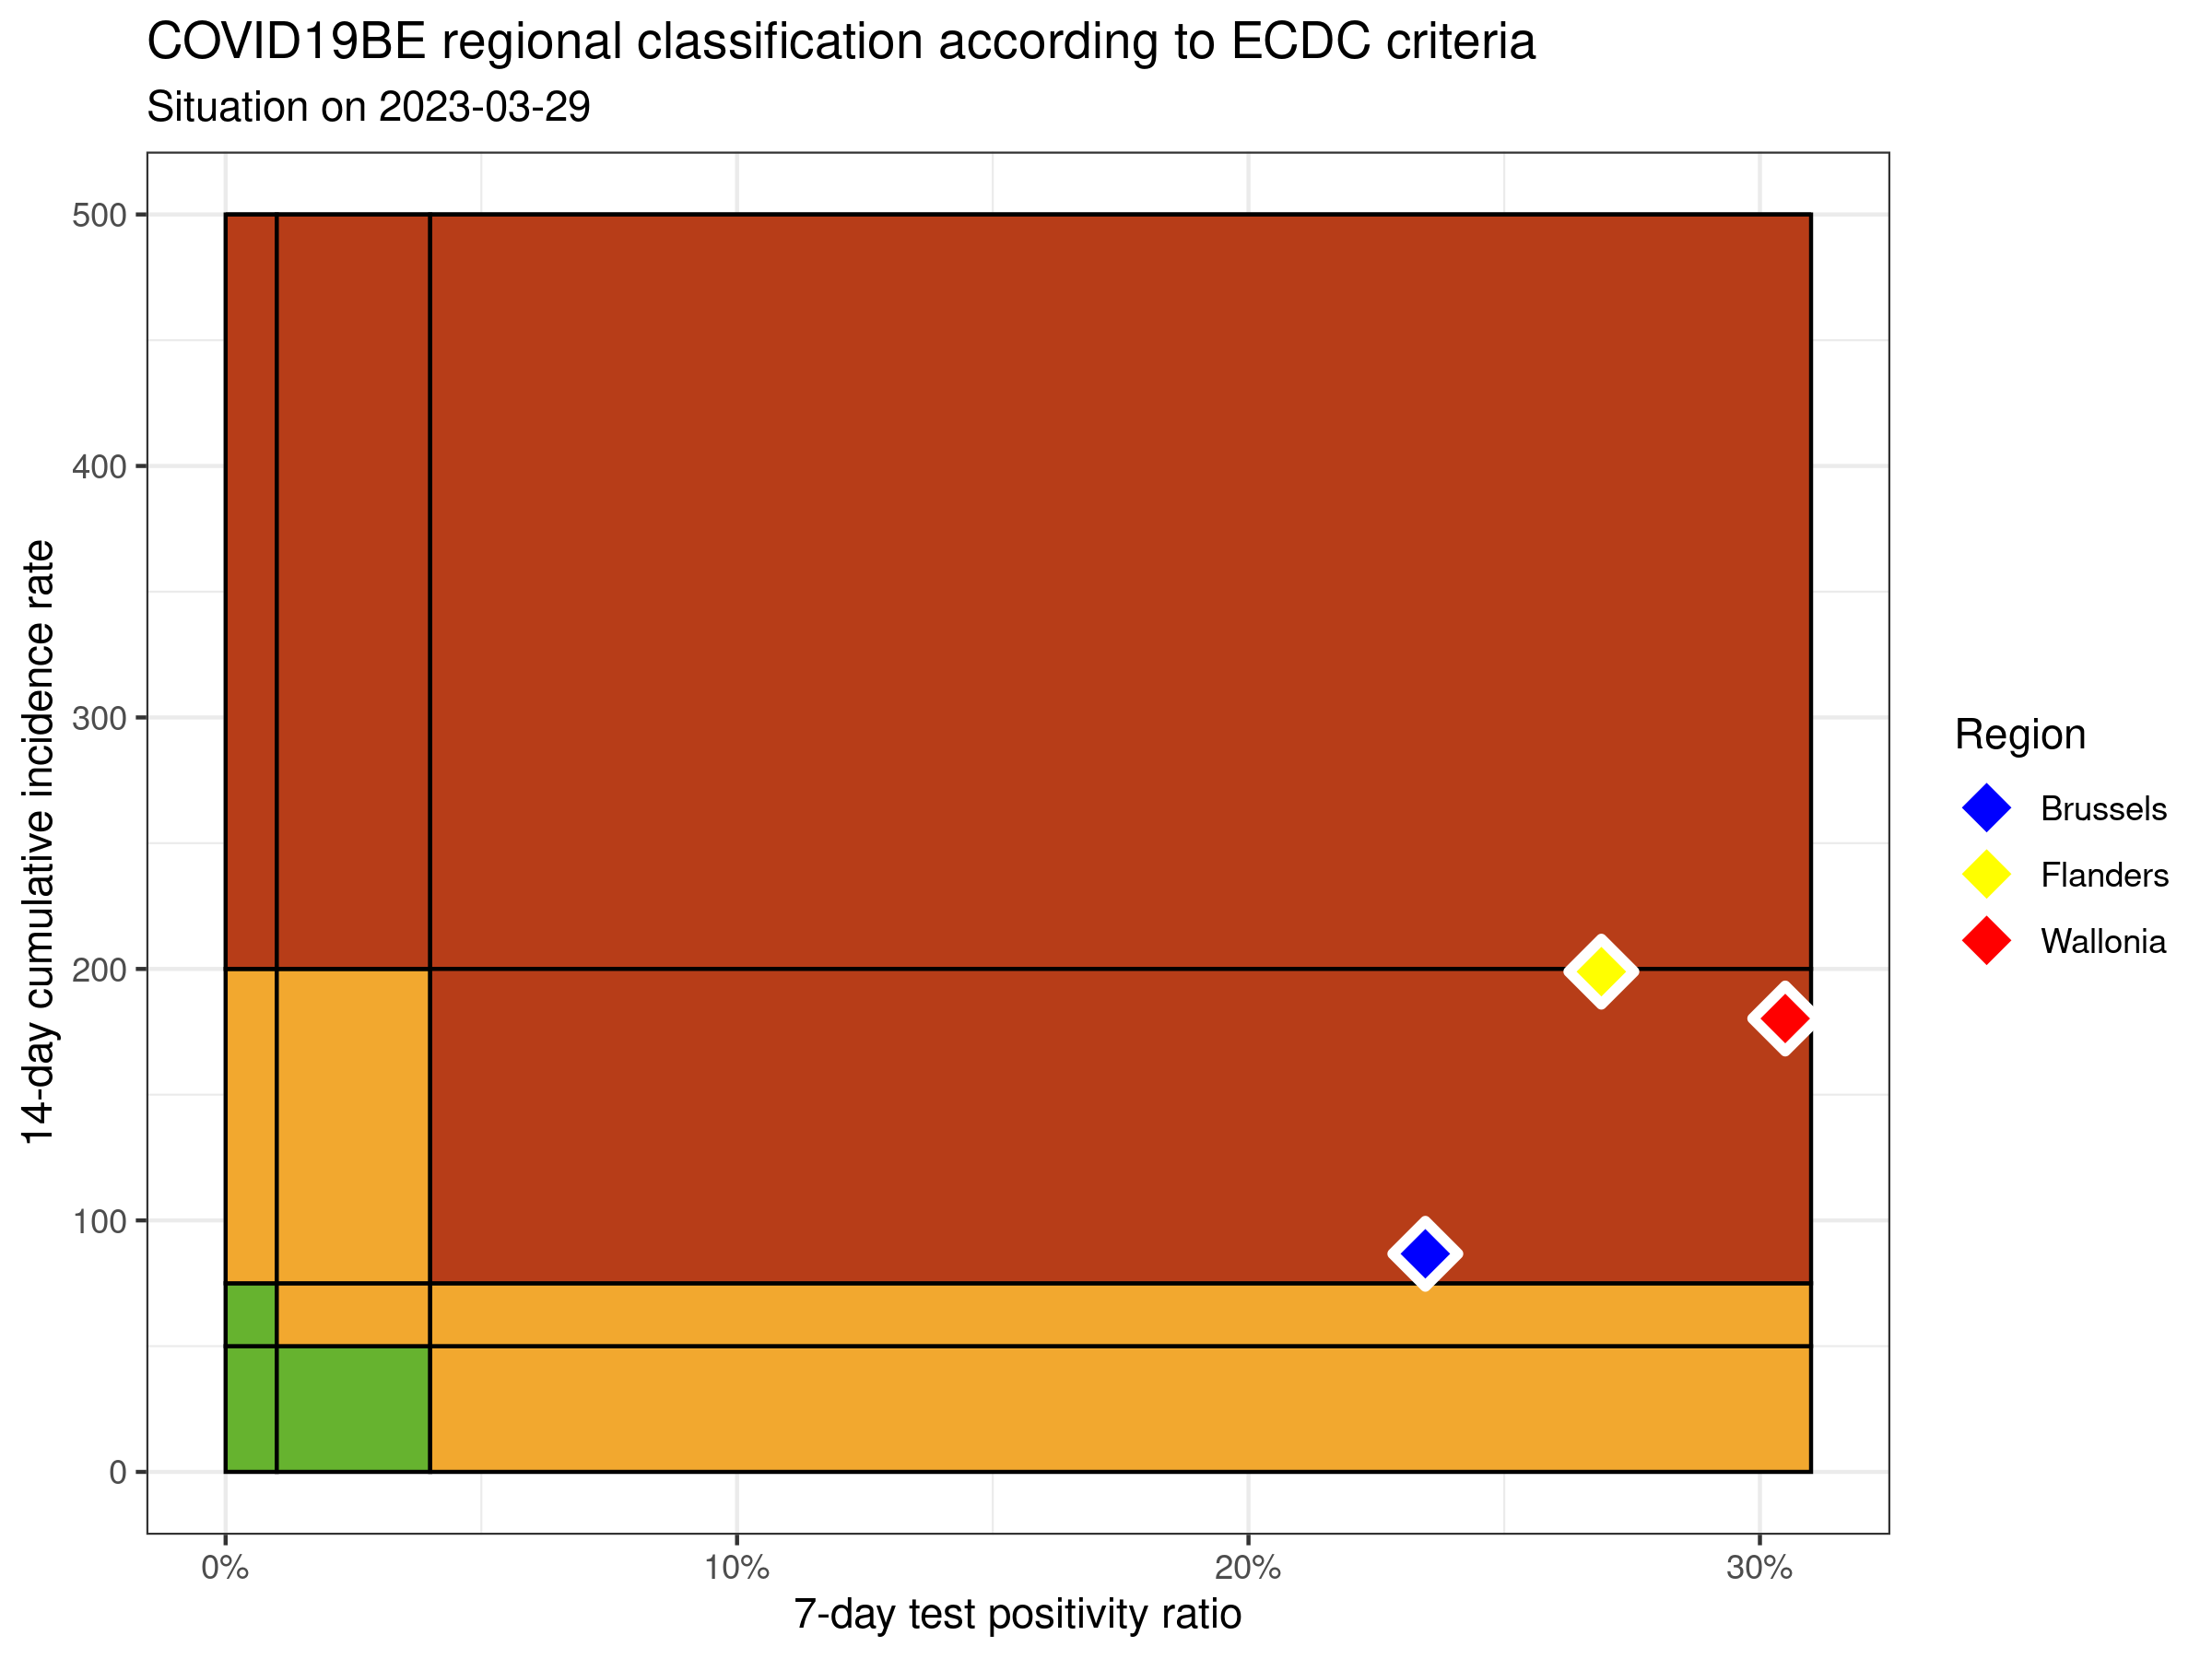 COVID19BE regional classification according to ECDC criteria
Situation on 2023-03-29
14-day cumulative incidence rate
500
400
300
200
100
0
0%
10%
20%
30%
7-day test positivity ratio
Region
Brussels
Flanders
Wallonia